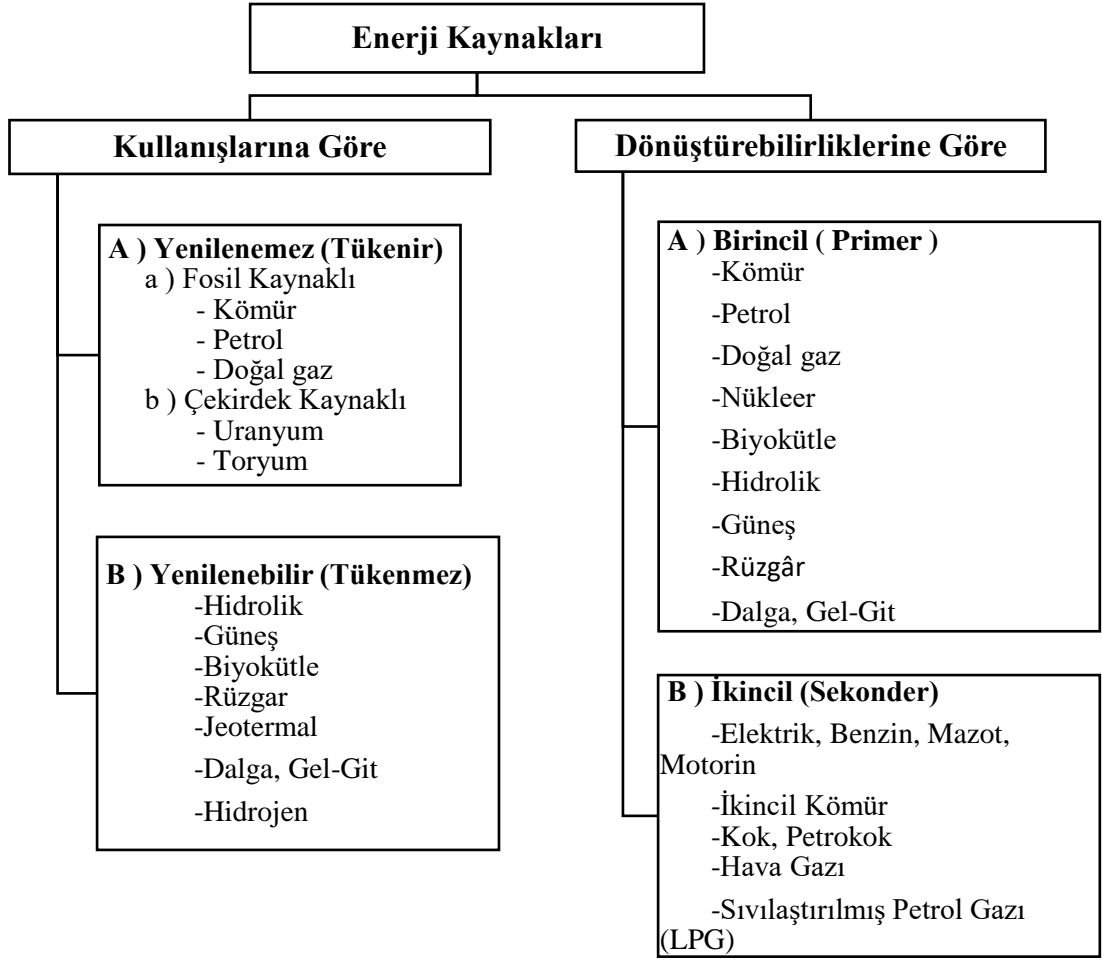 Enerji Kaynakları
Kullanışlarına Göre
A ) Yenilenemez (Tükenir)
a ) Fosil Kaynaklı
- Kömür
- Petrol
- Doğal gaz
b ) Çekirdek Kaynaklı
- Uranyum
- Toryum
B ) Yenilenebilir (Tükenmez)
-Hidrolik
-Güneş
-Biyokütle
-Rüzgar
-Jeotermal
-Dalga, Gel-Git
-Hidrojen
Dönüştürebilirliklerine Göre
A ) Birincil ( Primer )
-Kömür
-Petrol
-Doğal gaz
-Nükleer
-Biyokütle
-Hidrolik
-Güneş
-Rüzgâr
-Dalga, Gel-Git
B ) İkincil (Sekonder)
-Elektrik, Benzin, Mazot,
Motorin
-İkincil Kömür
-Kok, Petrokok
-Hava Gazı
-Sıvılaştırılmış Petrol Gazı
(LPG)